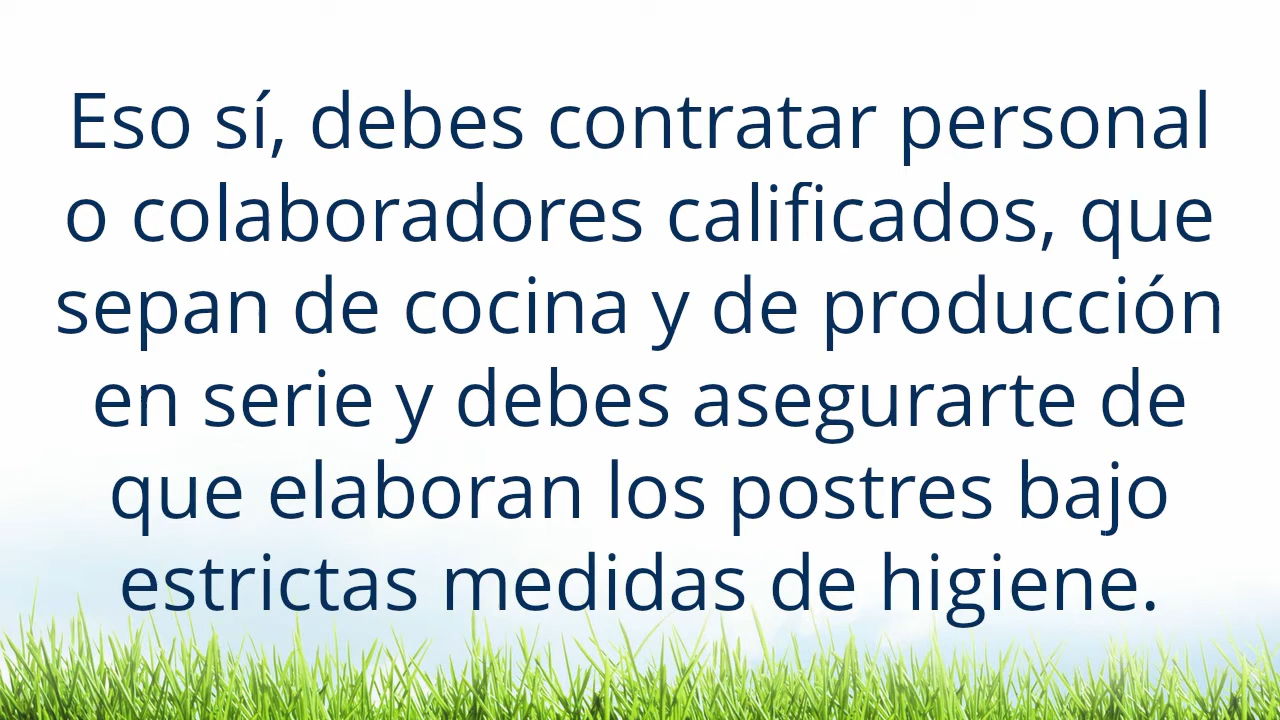 Eso sí, debes contratar personal
o colaboradores calificados, que
sepan de cocina y de producción
en serie y debes asegurarte de
que elaboran los postres bajo
estrictas medidas de higiene.